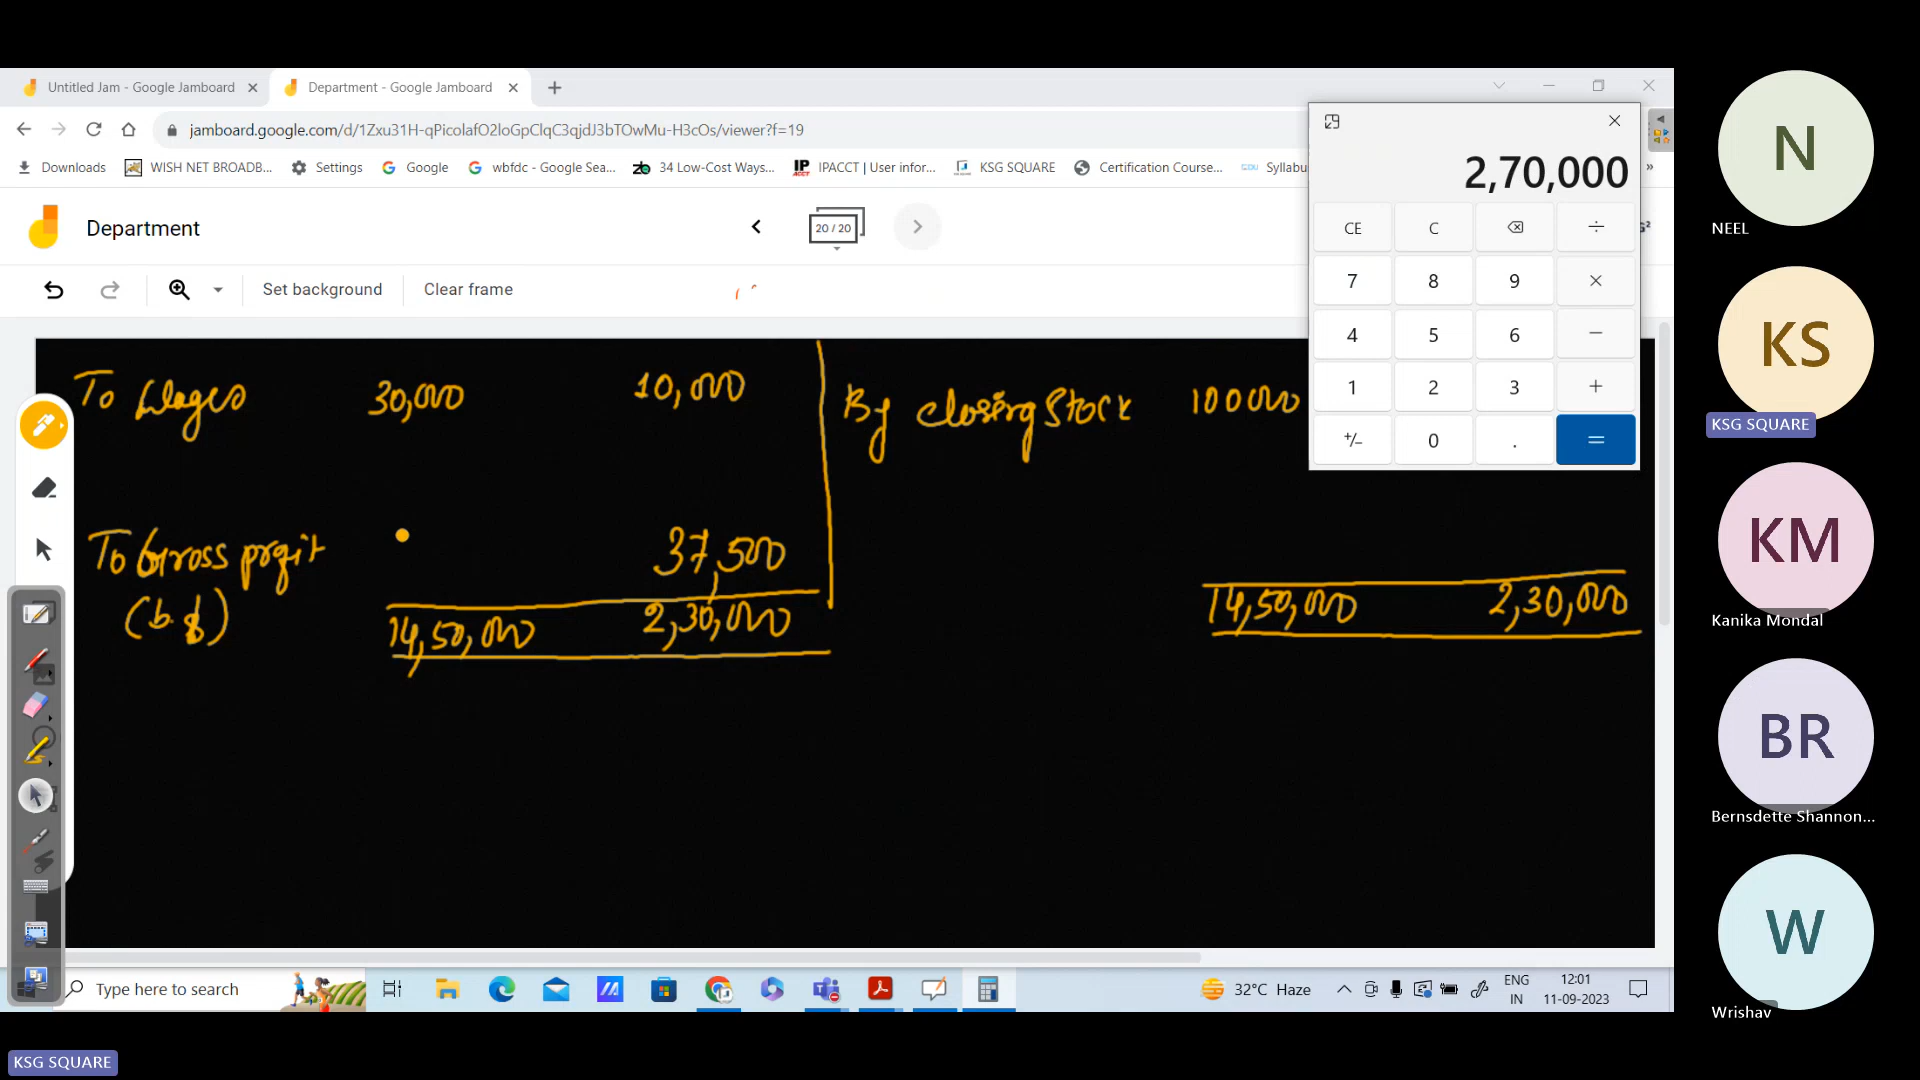 Untitled Jam - Google Jamboard
Department - Google Jamboard
jamboard.google.com/d/1Zxu31H-qPicolafO2loGpClqC3qjdJ3bTOwMu-H3cOs/viewer?f=19
Downloads WISH NET BROADB... Settings Google wbfdc - Google Sea... 34 Low-Cost Ways... IPACCT | User infor... KSG SQUARE Certification Course... Syllabu »
Department
20 / 20
Set background
Clear frame
2,70,000
CE C ÷
7 8 9 ×
4 5 6 −
1 2 3 +
+/− 0 . =
To Wages 30,000 10,000
By Closing Stock 100000
To Gross profit 37,500
(b.f)
14,50,000 2,30,000
14,50,000 2,30,000
Type here to search
32°C Haze
ENG
IN
12:01
11-09-2023
N
NEEL
KS
KSG SQUARE
KM
Kanika Mondal
BR
Bernsdette Shannon...
W
Wrishav
KSG SQUARE